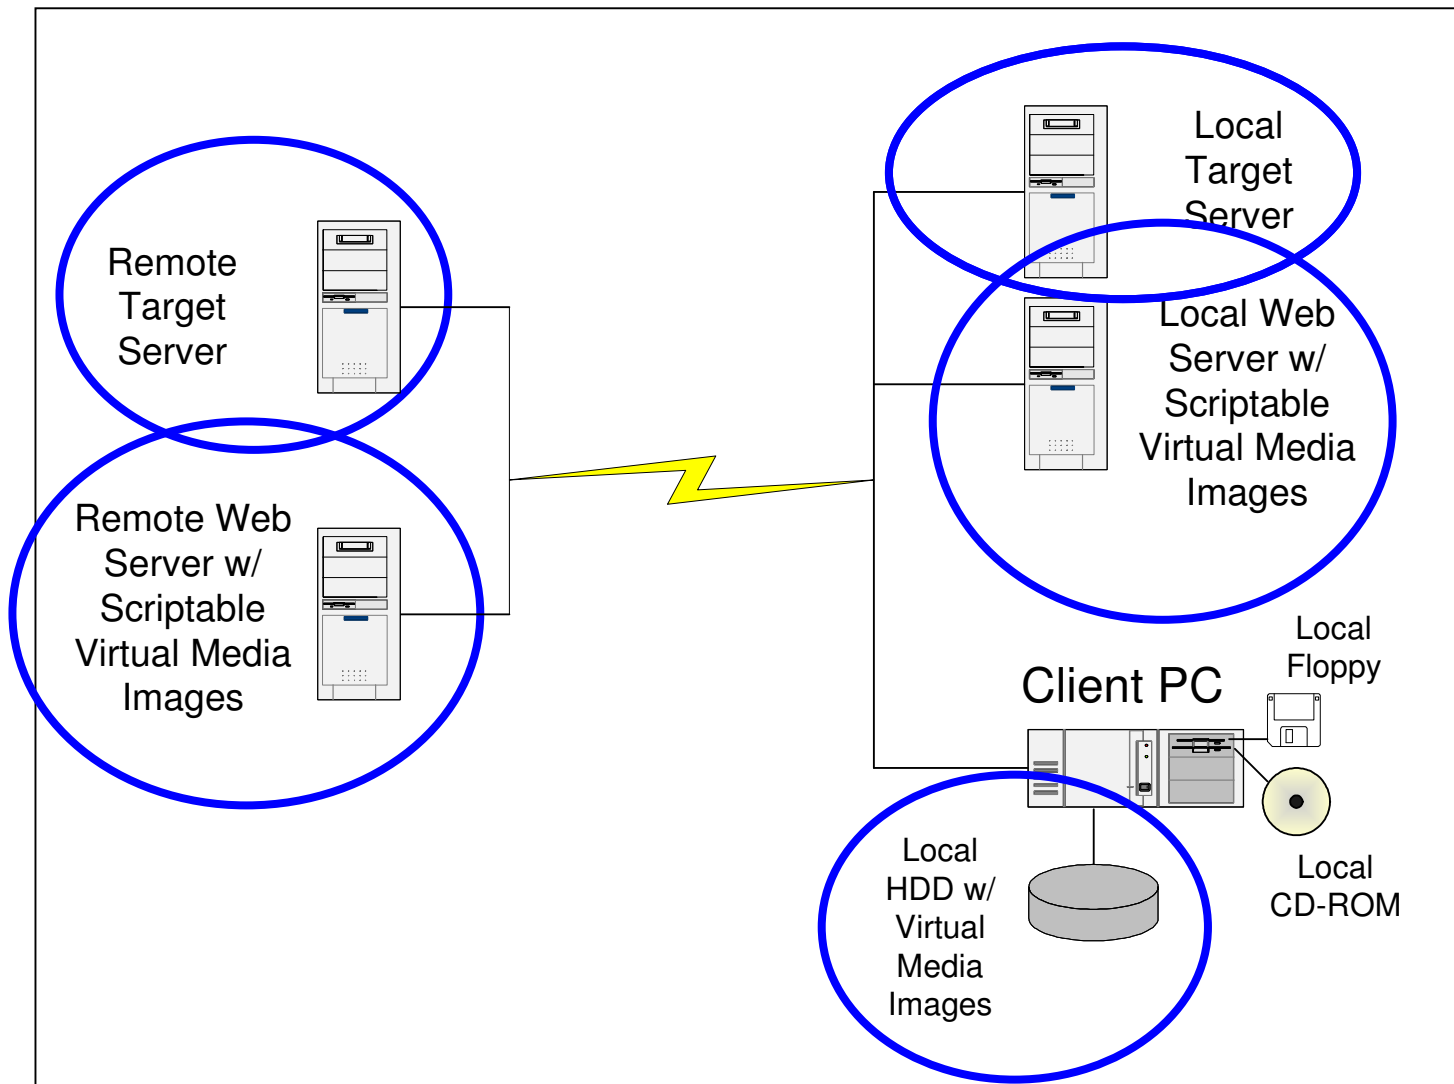 Remote
Target
Server
Remote Web
Server w/
Scriptable
Virtual Media
Images
Local
Target
Server
Local Web
Server w/
Scriptable
Virtual Media
Images
Local
Floppy
Client PC
Local
HDD w/
Virtual
Media
Images
Local
CD-ROM